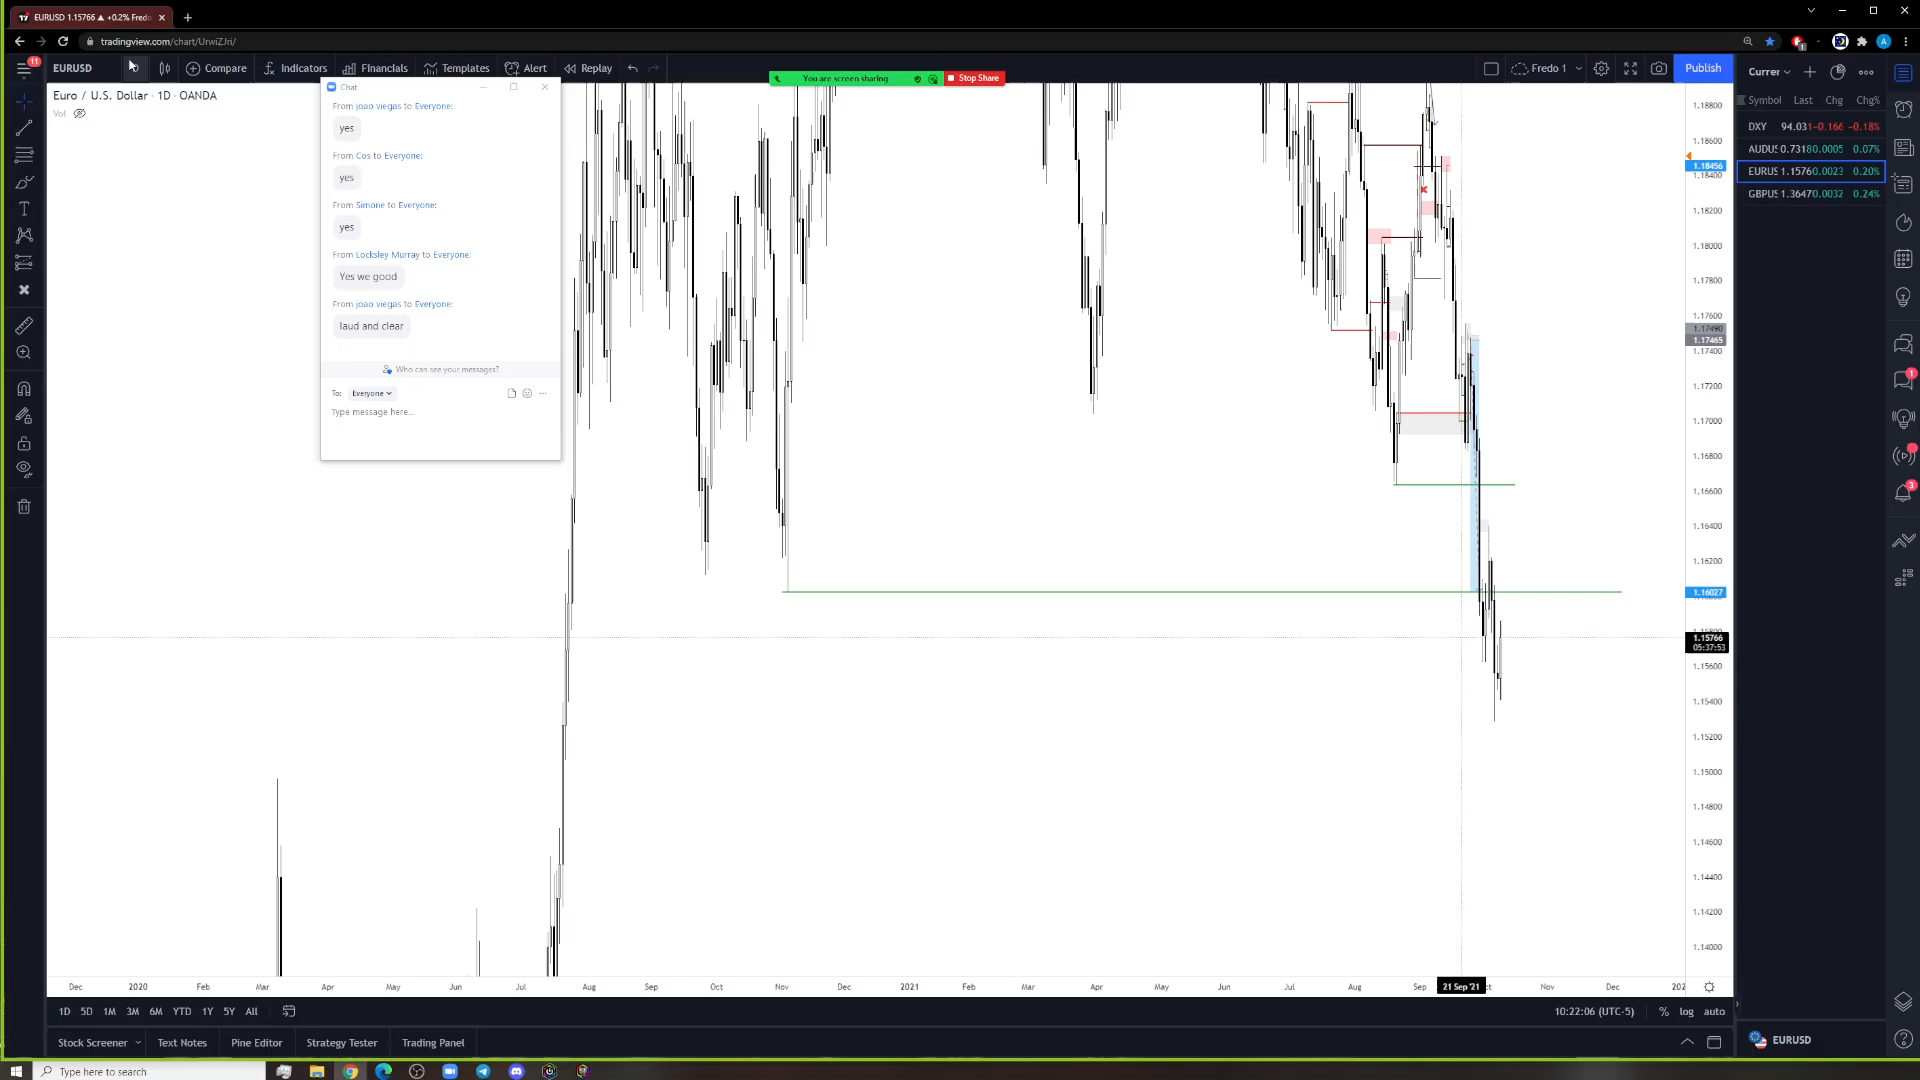 EURUSD 1.15766 ▲ +0.2% Fredo
tradingview.com/chart/UrwiZJri/
11
EURUSD
D
Compare
Indicators
Financials
Templates
Alert
Replay
Fredo 1
Publish
You are screen sharing
Stop Share
Euro / U.S. Dollar · 1D · OANDA
Vol
Chat
From joao viegas to Everyone:
yes
From Cos to Everyone:
yes
From Simone to Everyone:
yes
From Locksley Murray to Everyone:
Yes we good
From joao viegas to Everyone:
laud and clear
Who can see your messages?
To: Everyone
Type message here...
1.18800
1.18600
1.18456
1.18400
1.18200
1.18000
1.17800
1.17600
1.17490
1.17465
1.17400
1.17200
1.17000
1.16800
1.16600
1.16400
1.16200
1.16027
1.15766
05:37:53
1.15600
1.15400
1.15200
1.15000
1.14800
1.14600
1.14400
1.14200
1.14000
Symbol Last Chg Chg%
DXY 94.031 -0.166 -0.18%
AUDUS 0.7318 0.0005 0.07%
EURUS 1.1576 0.0023 0.20%
GBPUS 1.3647 0.0032 0.24%
1
3
Dec 2020 Feb Mar Apr May Jun Jul Aug Sep Oct Nov Dec 2021 Feb Mar Apr May Jun Jul Aug Sep 21 Sep '21 Nov Dec 202
1D 5D 1M 3M 6M YTD 1Y 5Y All
10:22:06 (UTC-5) % log auto
Stock Screener Text Notes Pine Editor Strategy Tester Trading Panel
EURUSD
Type here to search